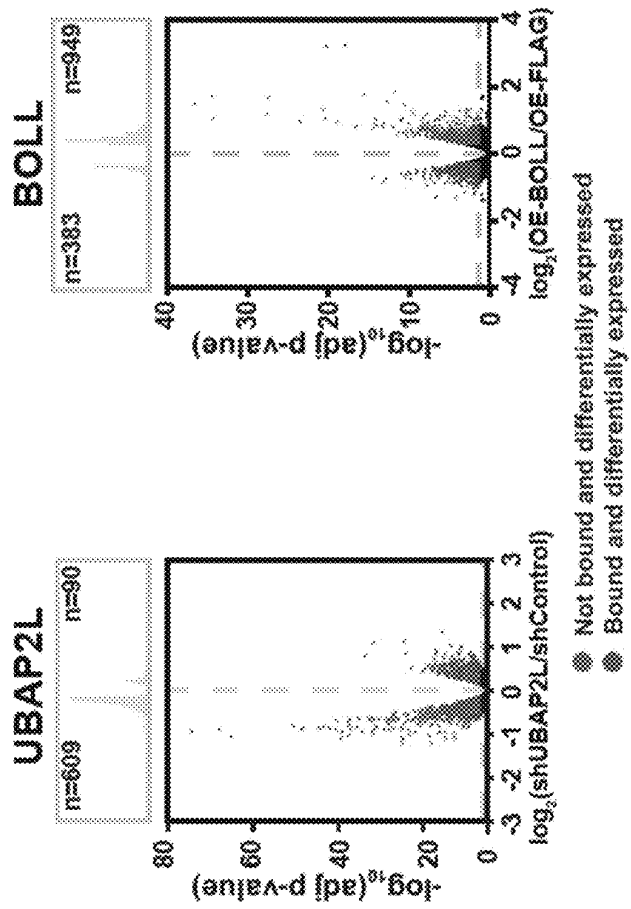 UBAP2L
n=609
n=90
-log10(adj p-value)
80
60
40
20
0
-3 -2 -1 0 1 2 3
log2(shUBAP2L/shControl)
BOLL
n=383
n=949
-log10(adj p-value)
40
30
20
10
0
-4 -2 0 2 4
log2(OE-BOLL/OE-FLAG)
Not bound and differentially expressed
Bound and differentially expressed